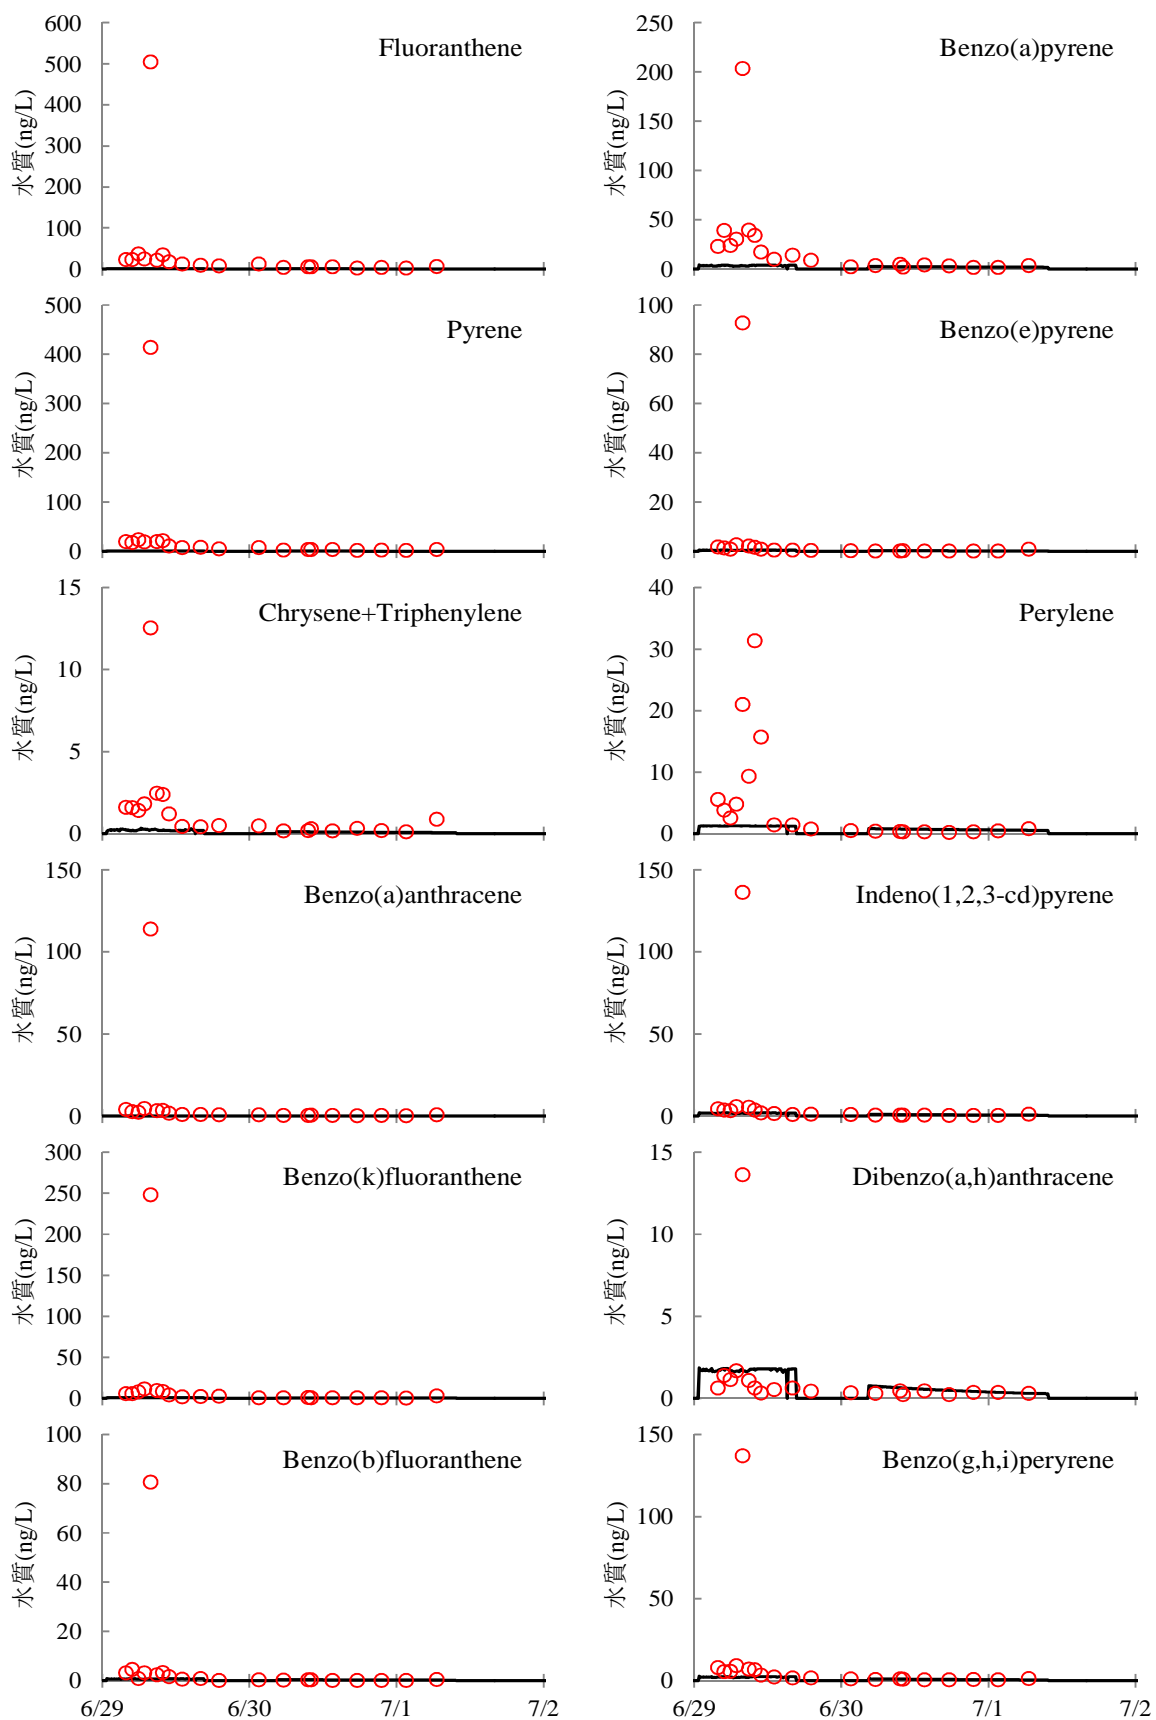 Fluoranthene
水質(ng/L)
600
500
400
300
200
100
0
Benzo(a)pyrene
水質(ng/L)
250
200
150
100
50
0
Pyrene
水質(ng/L)
500
400
300
200
100
0
Benzo(e)pyrene
水質(ng/L)
100
80
60
40
20
0
Chrysene+Triphenylene
水質(ng/L)
15
10
5
0
Perylene
水質(ng/L)
40
30
20
10
0
Benzo(a)anthracene
水質(ng/L)
150
100
50
0
Indeno(1,2,3-cd)pyrene
水質(ng/L)
150
100
50
0
Benzo(k)fluoranthene
水質(ng/L)
300
250
200
150
100
50
0
Dibenzo(a,h)anthracene
水質(ng/L)
15
10
5
0
Benzo(b)fluoranthene
水質(ng/L)
100
80
60
40
20
0
6/29 6/30 7/1 7/2
Benzo(g,h,i)peryrene
水質(ng/L)
150
100
50
0
6/29 6/30 7/1 7/2